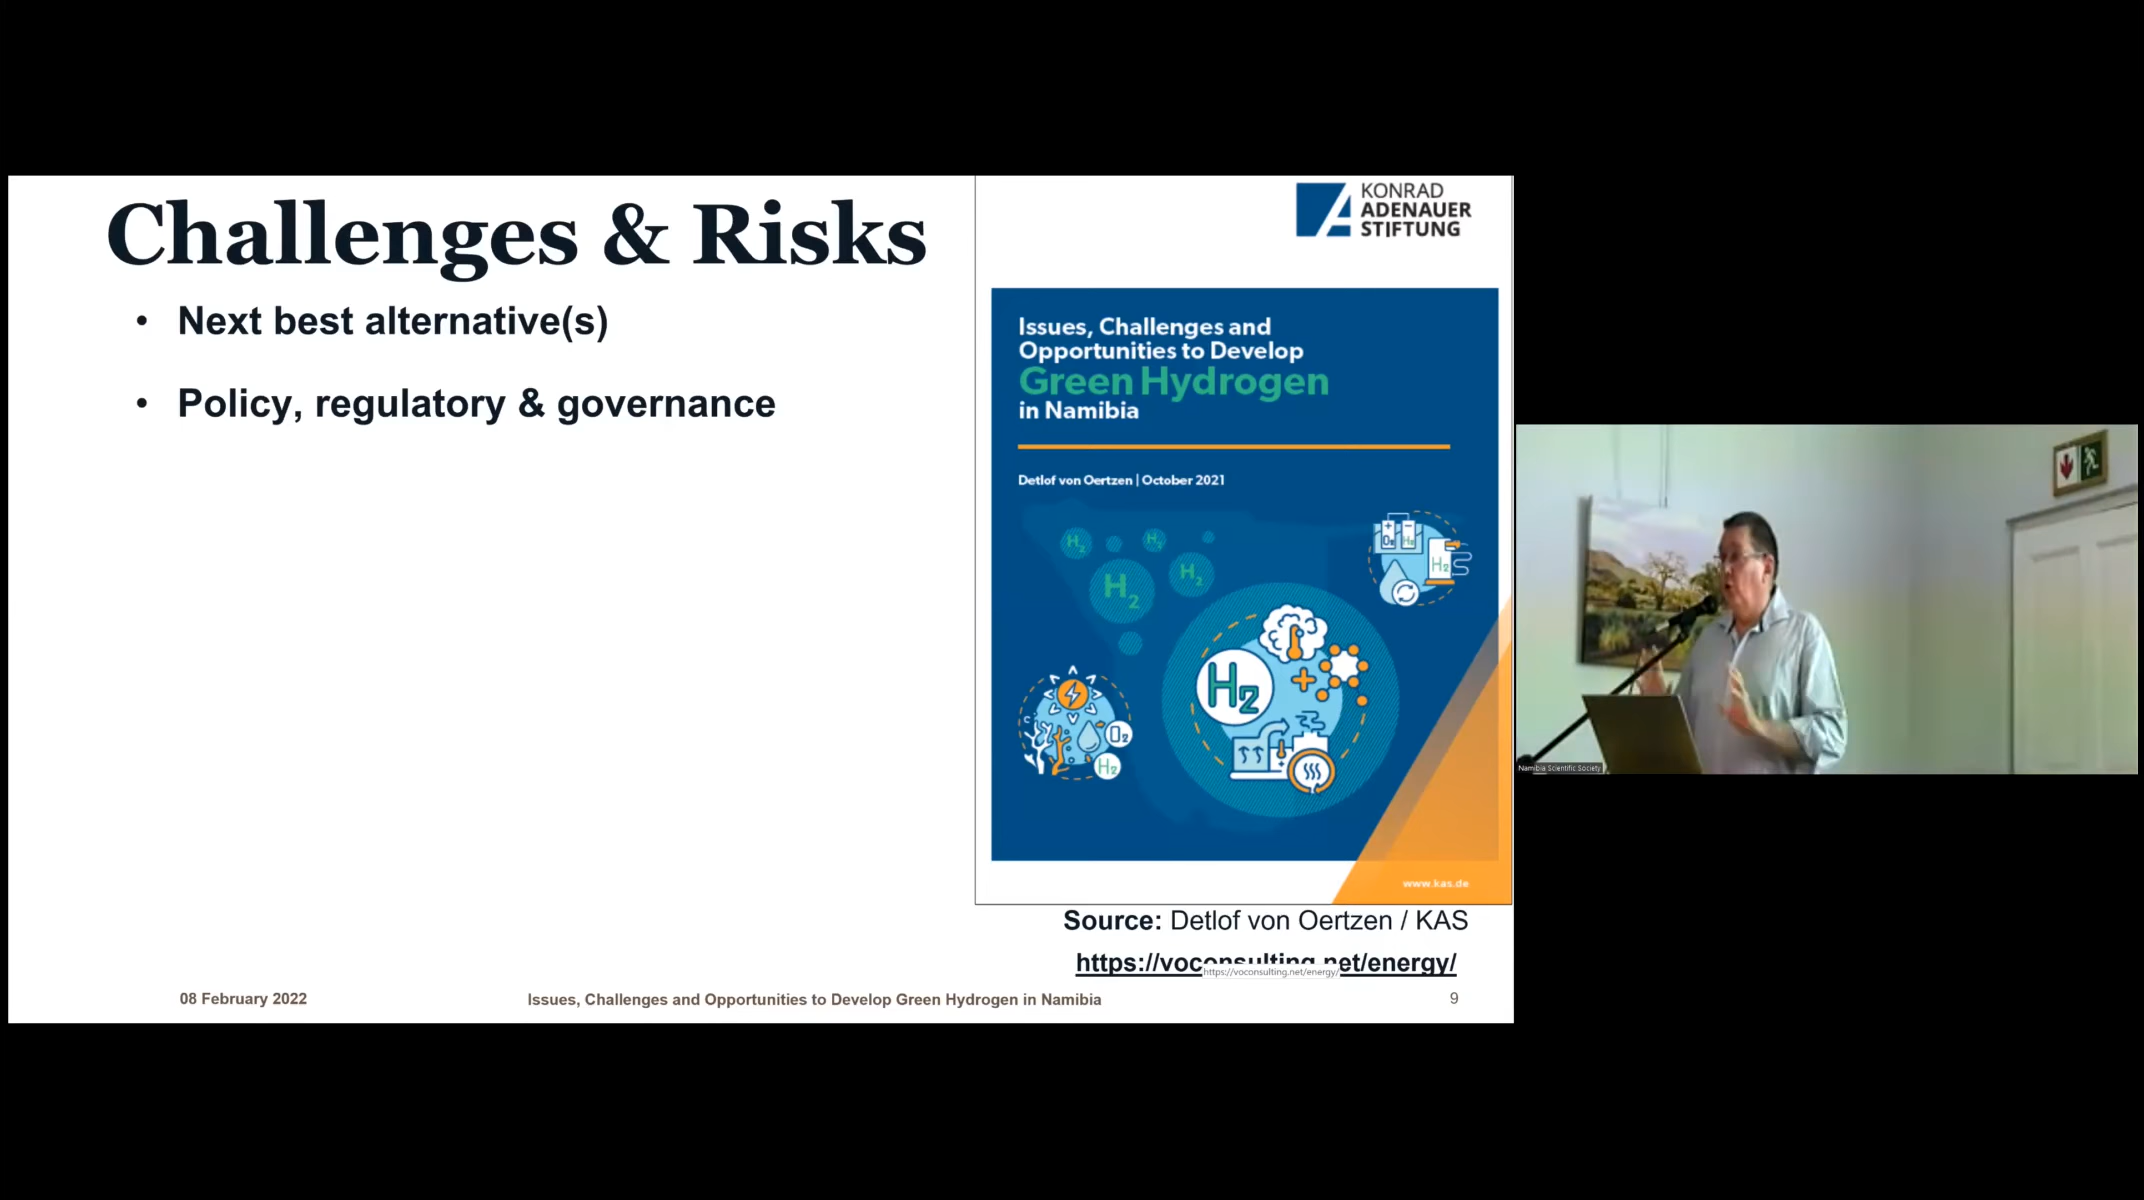 Challenges & Risks
• Next best alternative(s)
• Policy, regulatory & governance
KONRAD
ADENAUER
STIFTUNG
Issues, Challenges and
Opportunities to Develop
Green Hydrogen
in Namibia
Detlof von Oertzen | October 2021
H2
H2
H2
H2
+ −
O2 H2
H2
H2
+
O2
H2
www.kas.de
Source: Detlof von Oertzen / KAS
https://voconsulting.net/energy/
https://voconsulting.net/energy/
08 February 2022
Issues, Challenges and Opportunities to Develop Green Hydrogen in Namibia
9
Namibia Scientific Society